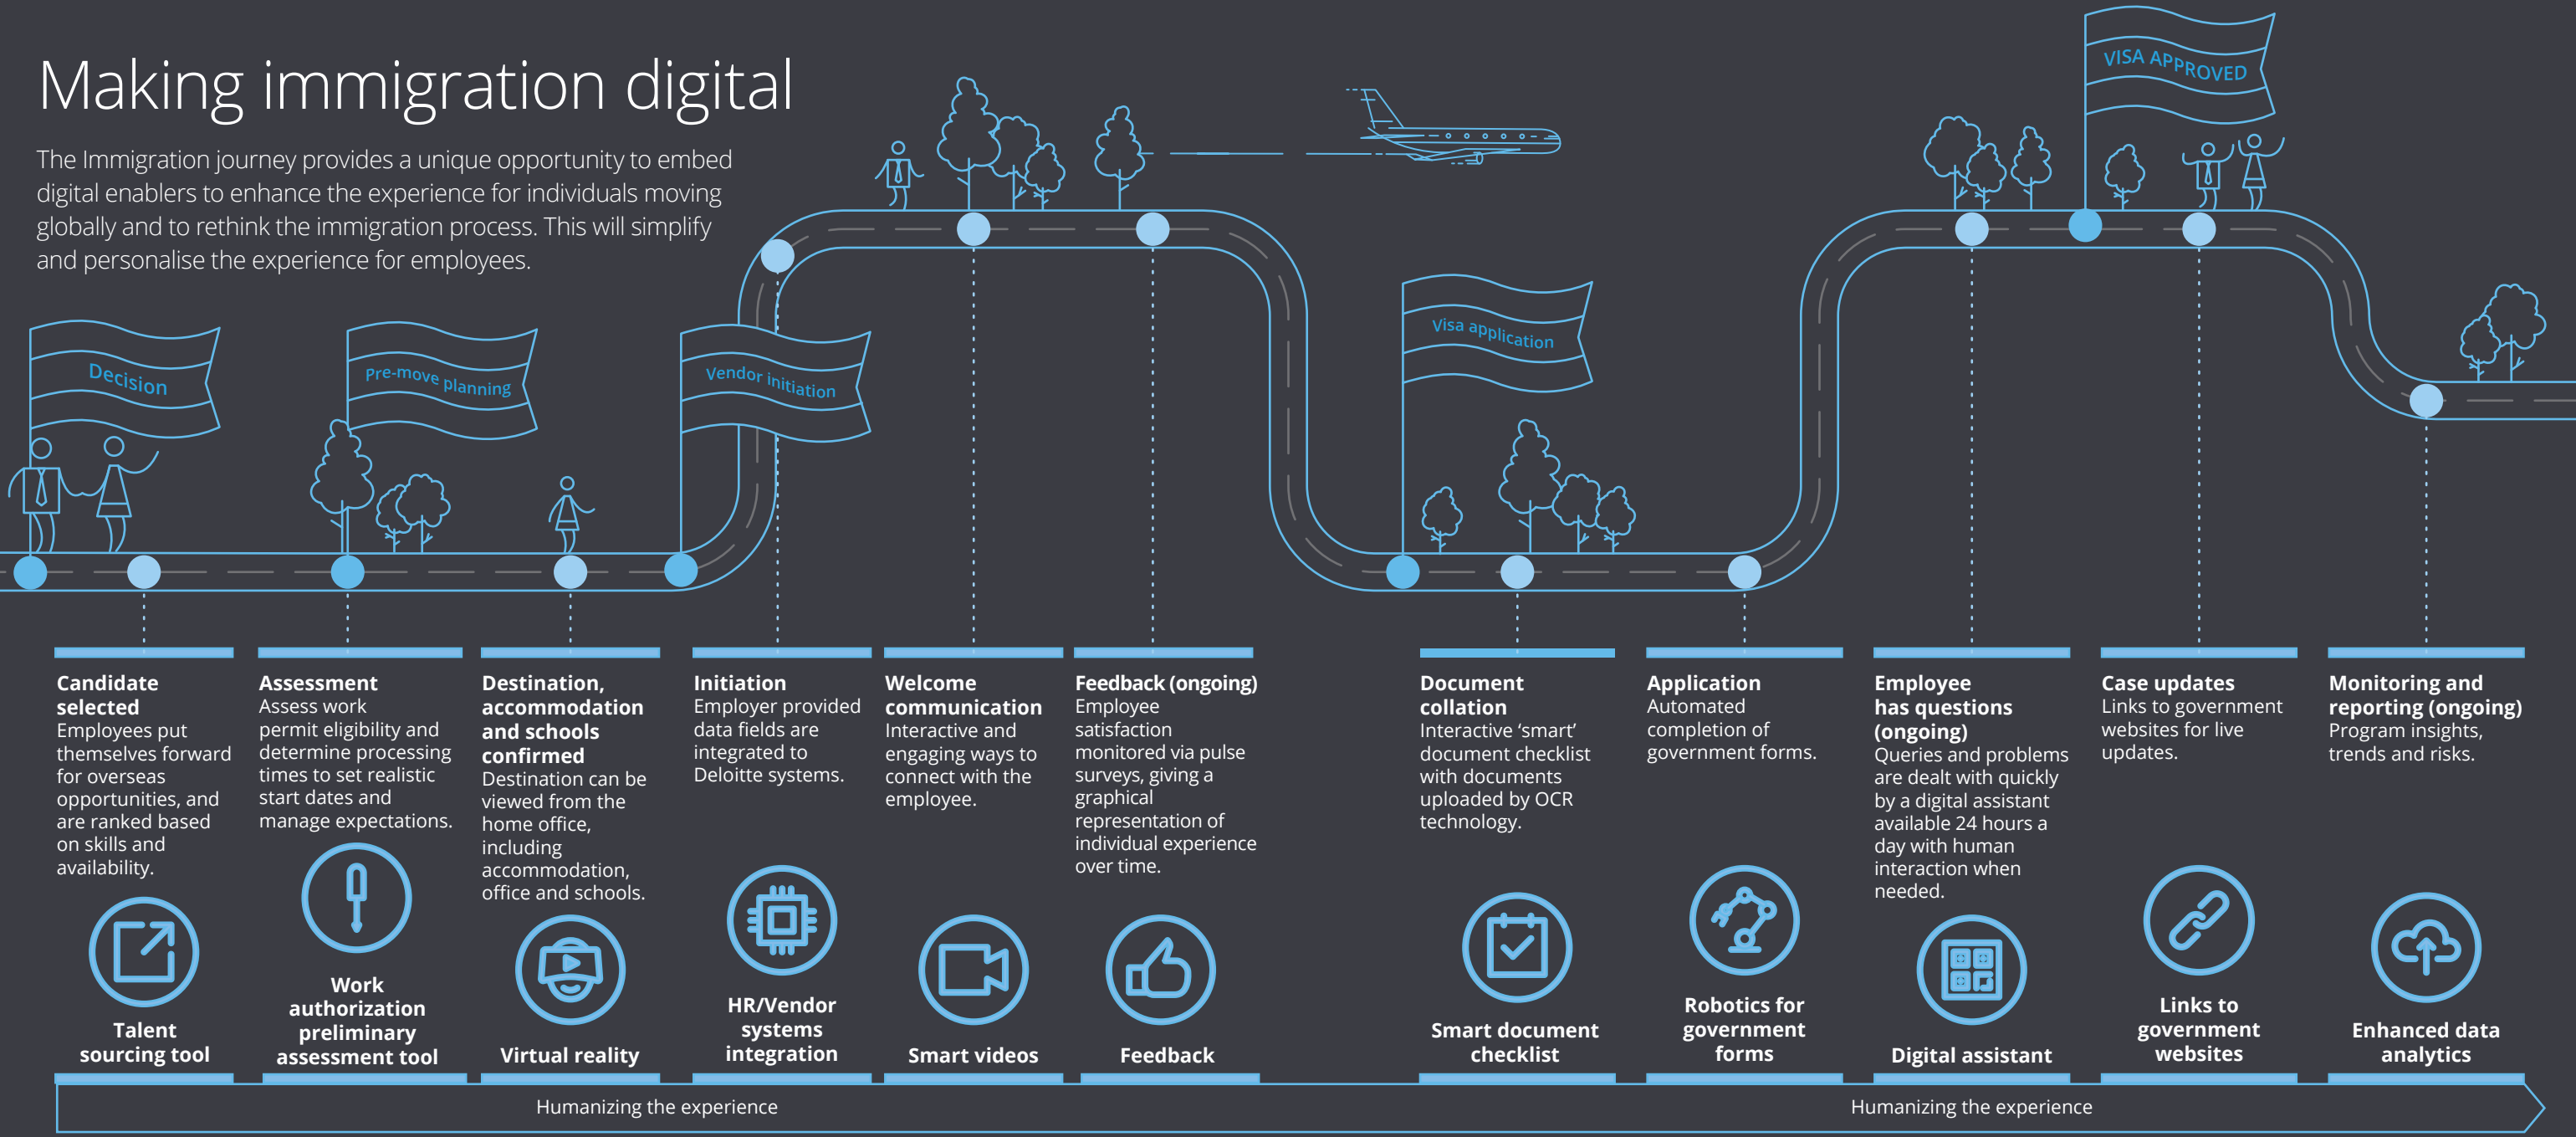 Making immigration digital
The Immigration journey provides a unique opportunity to embed
digital enablers to enhance the experience for individuals moving
globally and to rethink the immigration process. This will simplify
and personalise the experience for employees.
Decision
Pre-move planning
Vendor initiation
Visa application
VISA APPROVED
Candidate
selected
Employees put
themselves forward
for overseas
opportunities, and
are ranked based
on skills and
availability.
Talent
sourcing tool
Assessment
Assess work
permit eligibility and
determine processing
times to set realistic
start dates and
manage expectations.
Work
authorization
preliminary
assessment tool
Destination,
accommodation
and schools
confirmed
Destination can be
viewed from the
home office,
including
accommodation,
office and schools.
Virtual reality
Initiation
Employer provided
data fields are
integrated to
Deloitte systems.
HR/Vendor
systems
integration
Welcome
communication
Interactive and
engaging ways to
connect with the
employee.
Smart videos
Feedback (ongoing)
Employee
satisfaction
monitored via pulse
surveys, giving a
graphical
representation of
individual experience
over time.
Feedback
Document
collation
Interactive ‘smart’
document checklist
with documents
uploaded by OCR
technology.
Smart document
checklist
Application
Automated
completion of
government forms.
Robotics for
government
forms
Employee
has questions
(ongoing)
Queries and problems
are dealt with quickly
by a digital assistant
available 24 hours a
day with human
interaction when
needed.
Digital assistant
Case updates
Links to government
websites for live
updates.
Links to
government
websites
Monitoring and
reporting (ongoing)
Program insights,
trends and risks.
Enhanced data
analytics
Humanizing the experience
Humanizing the experience